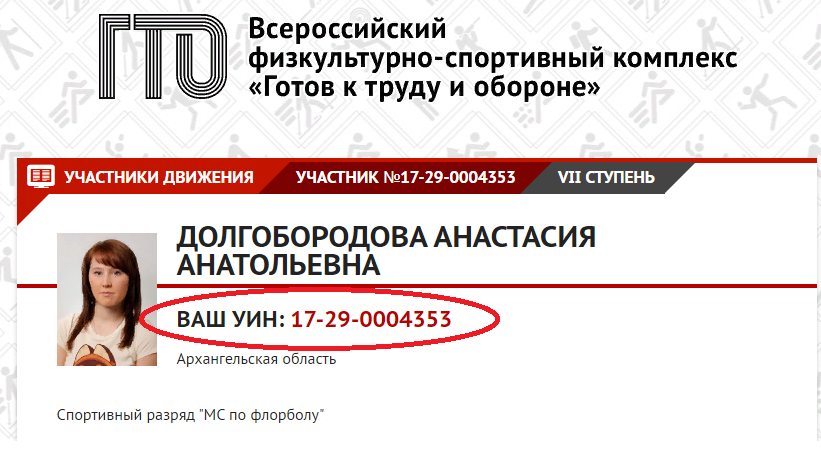 ГТО
Всероссийский
физкультурно-спортивный комплекс
«Готов к труду и обороне»
УЧАСТНИКИ ДВИЖЕНИЯ
УЧАСТНИК №17-29-0004353
VII СТУПЕНЬ
ДОЛГОБОРОДОВА АНАСТАСИЯ
АНАТОЛЬЕВНА
ВАШ УИН: 17-29-0004353
Архангельская область
Спортивный разряд "МС по флорболу"